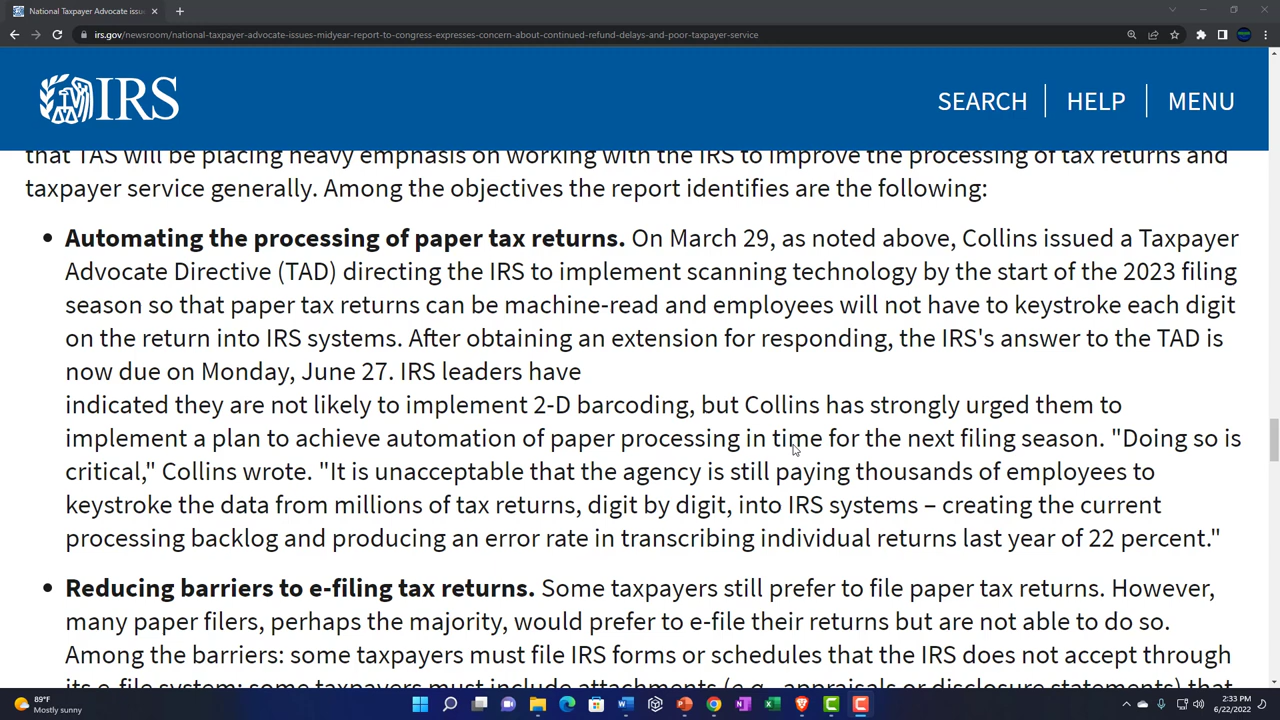 National Taxpayer Advocate issu
irs.gov/newsroom/national-taxpayer-advocate-issues-midyear-report-to-congress-expresses-concern-about-continued-refund-delays-and-poor-taxpayer-service
IRS
SEARCH
HELP
MENU
that TAS will be placing heavy emphasis on working with the IRS to improve the processing of tax returns and
taxpayer service generally. Among the objectives the report identifies are the following:
• Automating the processing of paper tax returns. On March 29, as noted above, Collins issued a Taxpayer
Advocate Directive (TAD) directing the IRS to implement scanning technology by the start of the 2023 filing
season so that paper tax returns can be machine-read and employees will not have to keystroke each digit
on the return into IRS systems. After obtaining an extension for responding, the IRS's answer to the TAD is
now due on Monday, June 27. IRS leaders have
indicated they are not likely to implement 2-D barcoding, but Collins has strongly urged them to
implement a plan to achieve automation of paper processing in time for the next filing season. "Doing so is
critical," Collins wrote. "It is unacceptable that the agency is still paying thousands of employees to
keystroke the data from millions of tax returns, digit by digit, into IRS systems – creating the current
processing backlog and producing an error rate in transcribing individual returns last year of 22 percent."
• Reducing barriers to e-filing tax returns. Some taxpayers still prefer to file paper tax returns. However,
many paper filers, perhaps the majority, would prefer to e-file their returns but are not able to do so.
Among the barriers: some taxpayers must file IRS forms or schedules that the IRS does not accept through
its e-file system; some taxpayers must include attachments (e.g., appraisals or disclosure statements) that
89°F
Mostly sunny
2:33 PM
6/22/2022